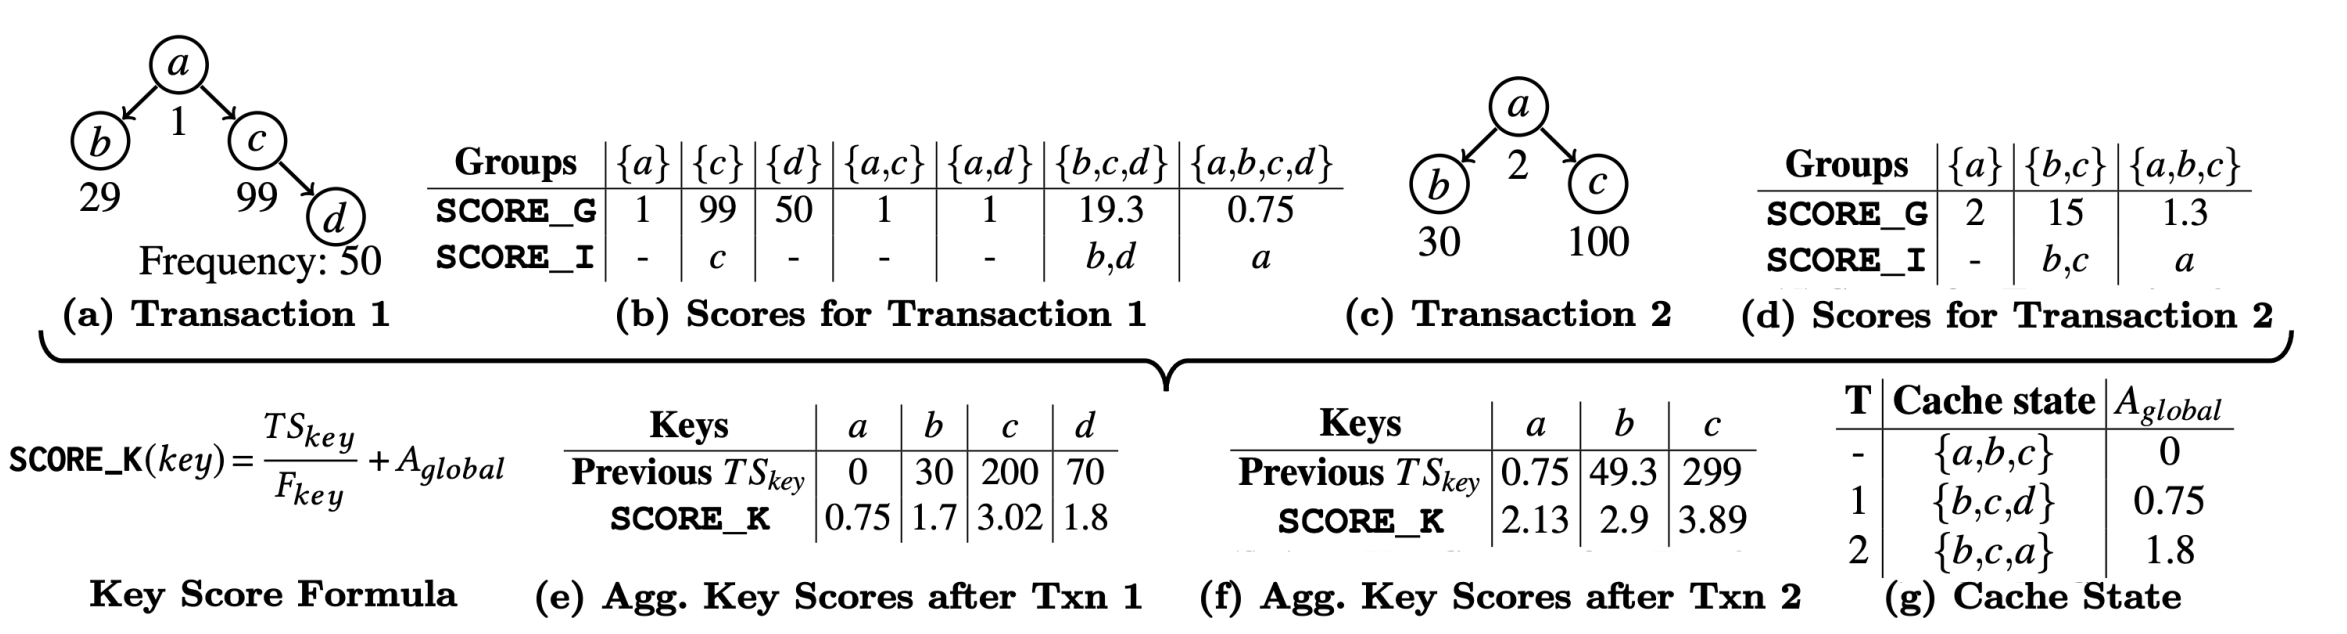 a
b
1
c
29
99
d
Frequency: 50
(a) Transaction 1
Groups {a} {c} {d} {a,c} {a,d} {b,c,d} {a,b,c,d}
SCORE_G 1 99 50 1 1 19.3 0.75
SCORE_I - c - - - b,d a
(b) Scores for Transaction 1
a
b
2
c
30
100
(c) Transaction 2
Groups {a} {b,c} {a,b,c}
SCORE_G 2 15 1.3
SCORE_I - b,c a
(d) Scores for Transaction 2
SCORE_K(key) = TS_key / F_key + A_global
Key Score Formula
Keys a b c d
Previous TS_key 0 30 200 70
SCORE_K 0.75 1.7 3.02 1.8
(e) Agg. Key Scores after Txn 1
Keys a b c
Previous TS_key 0.75 49.3 299
SCORE_K 2.13 2.9 3.89
(f) Agg. Key Scores after Txn 2
T Cache state A_global
- {a,b,c} 0
1 {b,c,d} 0.75
2 {b,c,a} 1.8
(g) Cache State